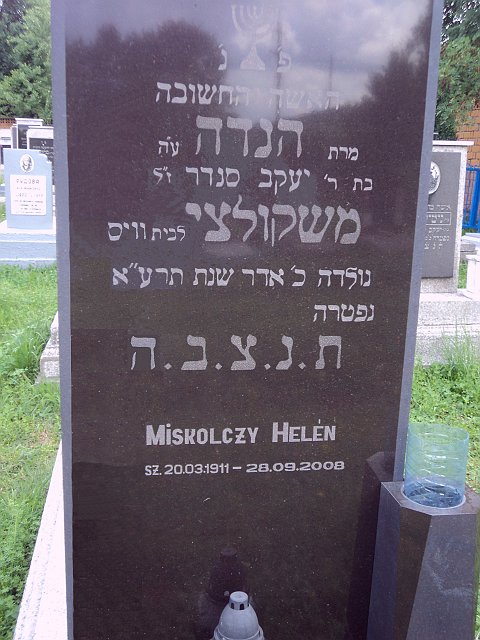 פ נ
האשה החשובה
מרת הנדה ע״ה
בת ר׳ יעקב סנדר ז״ל
משקולצי לבית ווייס
נולדה כ׳ אדר שנת תרע״א
נפטרה
ת.נ.צ.ב.ה
MISKOLCZY HELÉN
SZ. 20.03.1911 – 28.09.2008